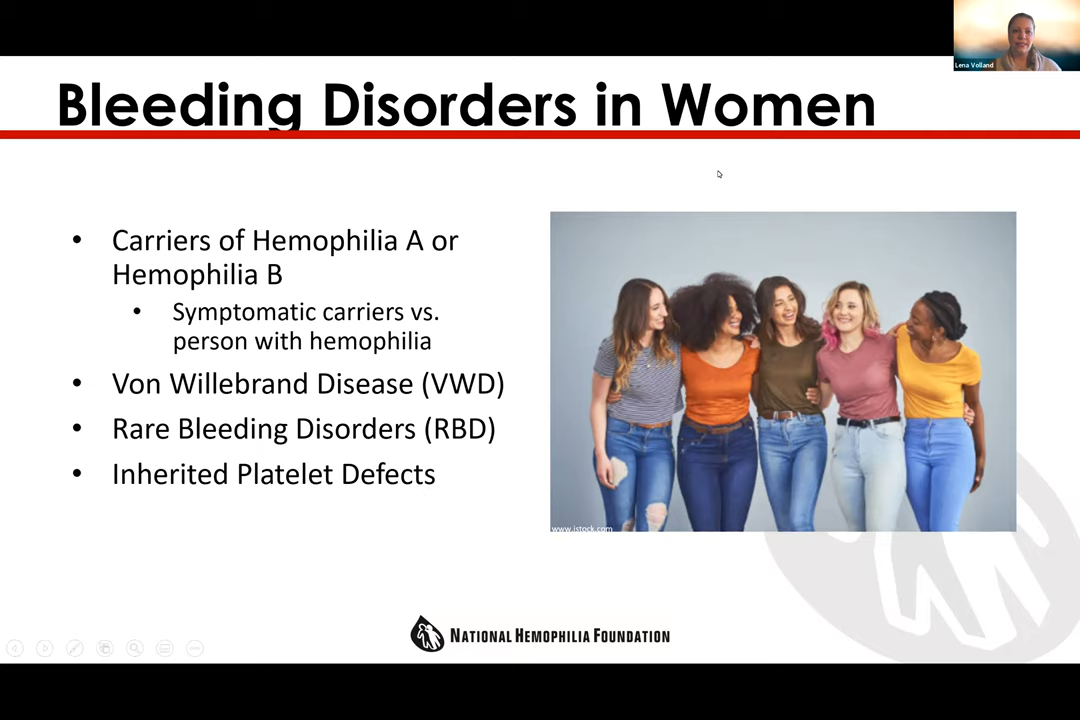 Lena Volland
Bleeding Disorders in Women
• Carriers of Hemophilia A or
Hemophilia B
• Symptomatic carriers vs.
person with hemophilia
• Von Willebrand Disease (VWD)
• Rare Bleeding Disorders (RBD)
• Inherited Platelet Defects
www.istock.com
National Hemophilia Foundation